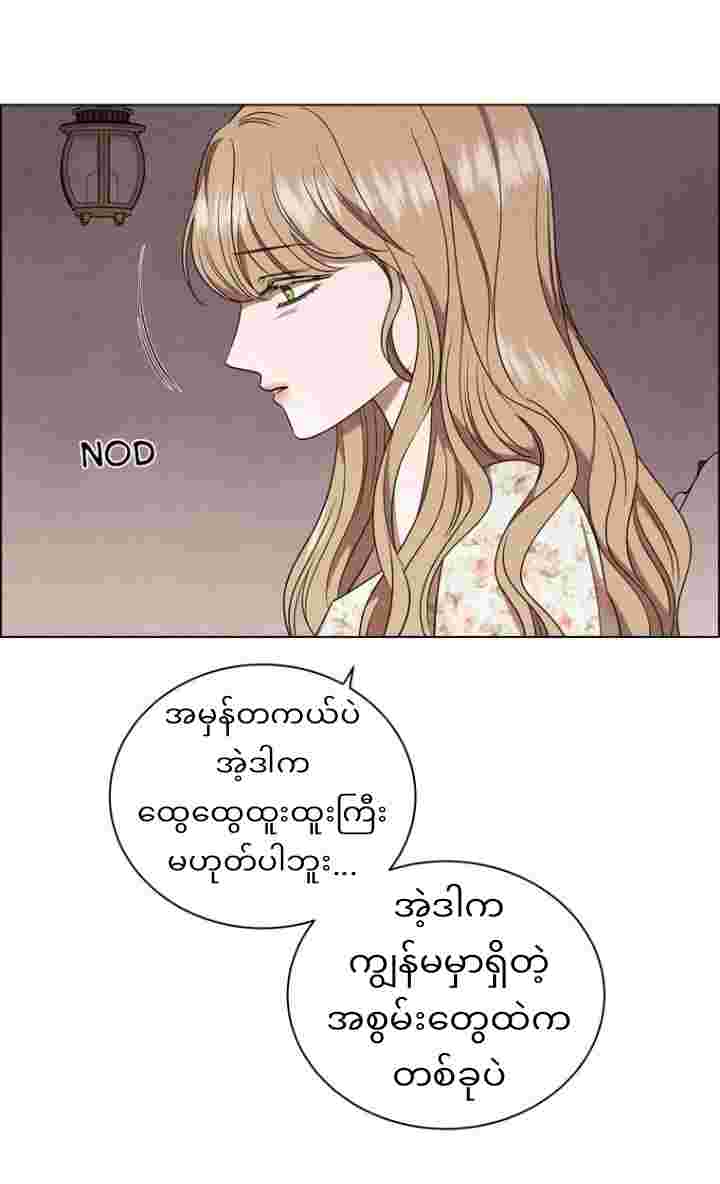 NOD
အမှန်တကယ်ပဲ
အဲ့ဒါက
ထွေထွေထူးထူးကြီး
မဟုတ်ပါဘူး...
အဲ့ဒါက
ကျွန်မမှာရှိတဲ့
အစွမ်းတွေထဲက
တစ်ခုပဲ